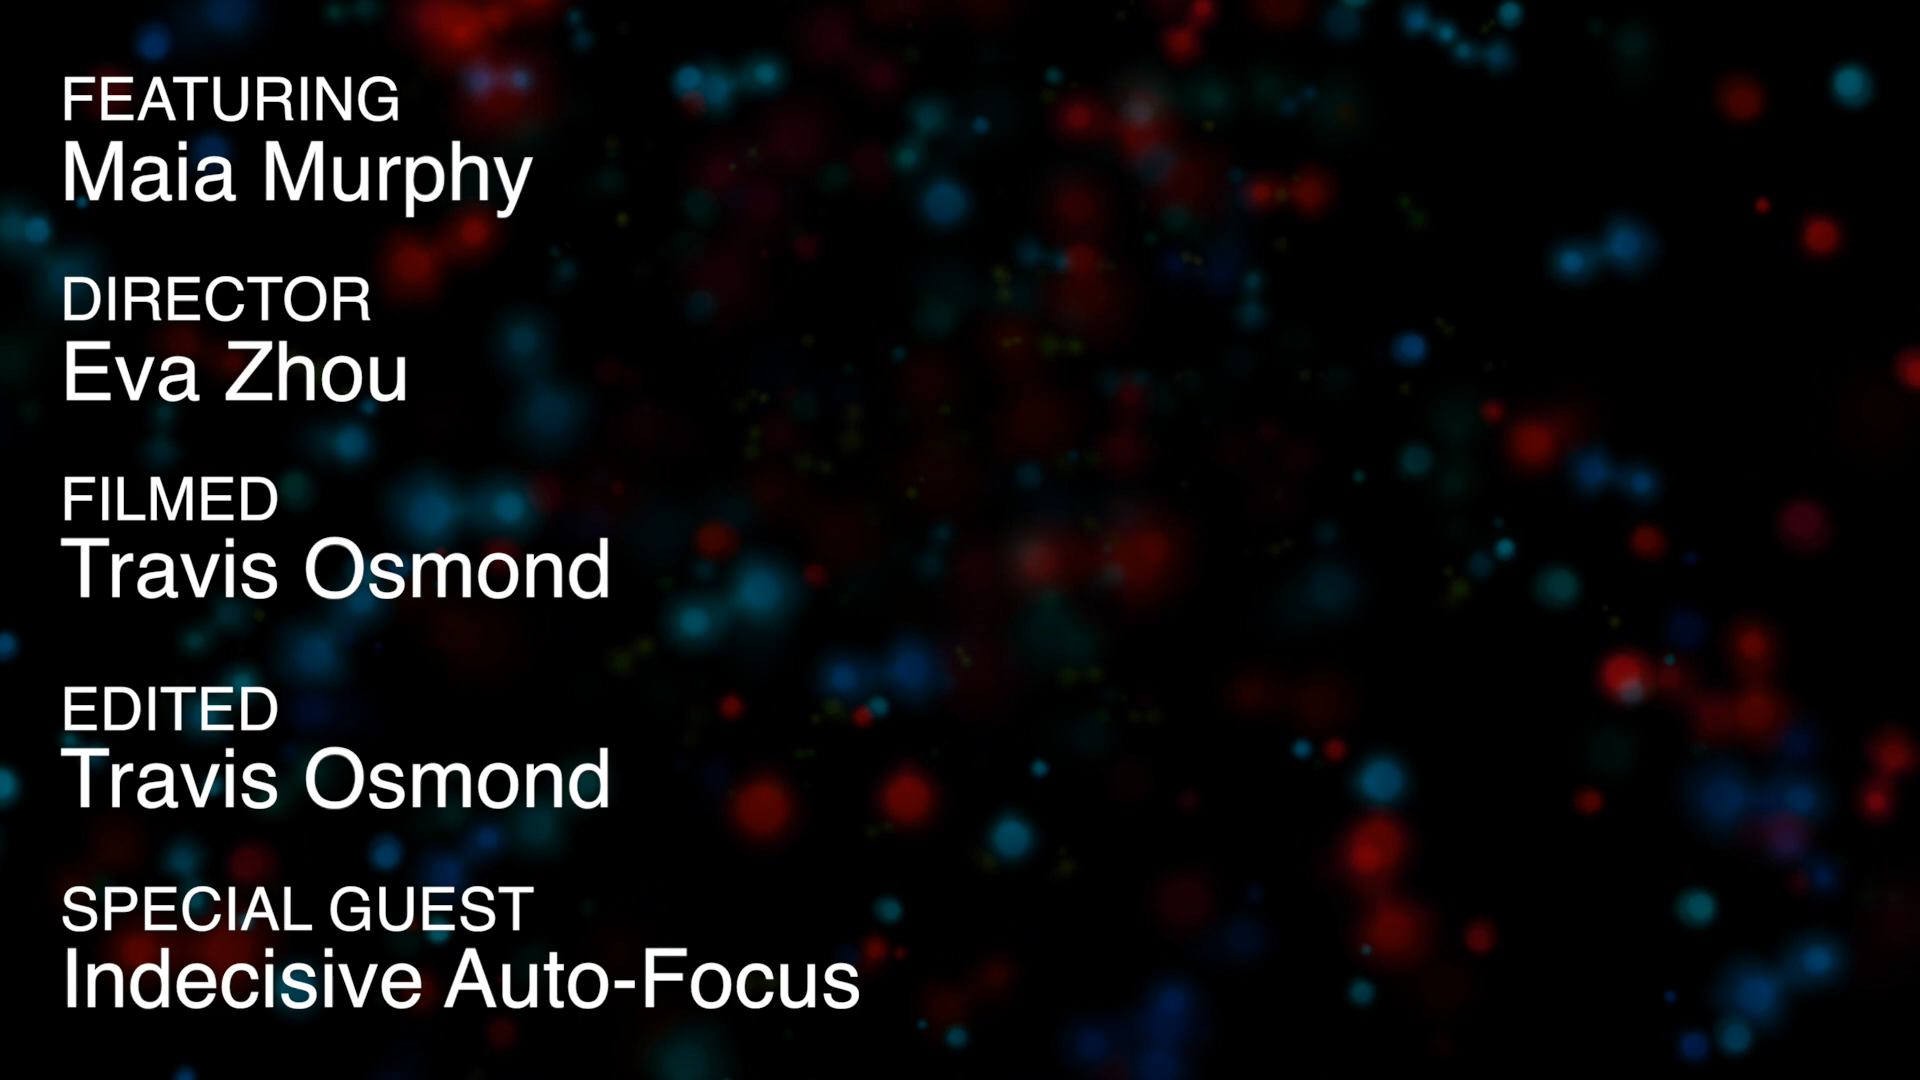 FEATURING
Maia Murphy
DIRECTOR
Eva Zhou
FILMED
Travis Osmond
EDITED
Travis Osmond
SPECIAL GUEST
Indecisive Auto-Focus